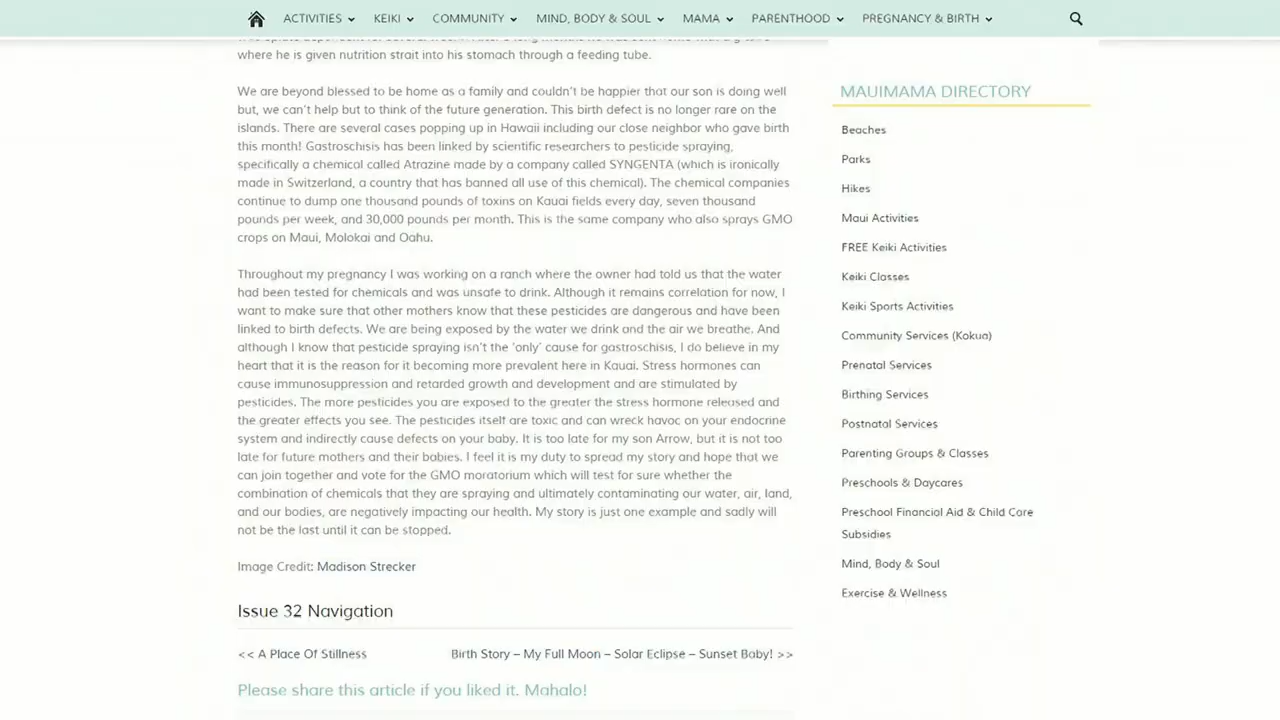 ACTIVITIES KEIKI COMMUNITY MIND, BODY & SOUL MAMA PARENTHOOD PREGNANCY & BIRTH
where he is given nutrition strait into his stomach through a feeding tube.
We are beyond blessed to be home as a family and couldn't be happier that our son is doing well
but, we can't help but to think of the future generation. This birth defect is no longer rare on the
islands. There are several cases popping up in Hawaii including our close neighbor who gave birth
this month! Gastroschisis has been linked by scientific researchers to pesticide spraying,
specifically a chemical called Atrazine made by a company called SYNGENTA (which is ironically
made in Switzerland, a country that has banned all use of this chemical). The chemical companies
continue to dump one thousand pounds of toxins on Kauai fields every day, seven thousand
pounds per week, and 30,000 pounds per month. This is the same company who also sprays GMO
crops on Maui, Molokai and Oahu.
Throughout my pregnancy I was working on a ranch where the owner had told us that the water
had been tested for chemicals and was unsafe to drink. Although it remains correlation for now, I
want to make sure that other mothers know that these pesticides are dangerous and have been
linked to birth defects. We are being exposed by the water we drink and the air we breathe. And
although I know that pesticide spraying isn't the 'only' cause for gastroschisis, I do believe in my
heart that it is the reason for it becoming more prevalent here in Kauai. Stress hormones can
cause immunosuppression and retarded growth and development and are stimulated by
pesticides. The more pesticides you are exposed to the greater the stress hormone released and
the greater effects you see. The pesticides itself are toxic and can wreck havoc on your endocrine
system and indirectly cause defects on your baby. It is too late for my son Arrow, but it is not too
late for future mothers and their babies. I feel it is my duty to spread my story and hope that we
can join together and vote for the GMO moratorium which will test for sure whether the
combination of chemicals that they are spraying and ultimately contaminating our water, air, land,
and our bodies, are negatively impacting our health. My story is just one example and sadly will
not be the last until it can be stopped.
Image Credit: Madison Strecker
Issue 32 Navigation
<< A Place Of Stillness
Birth Story – My Full Moon – Solar Eclipse – Sunset Baby! >>
Please share this article if you liked it. Mahalo!
MAUIMAMA DIRECTORY
Beaches
Parks
Hikes
Maui Activities
FREE Keiki Activities
Keiki Classes
Keiki Sports Activities
Community Services (Kokua)
Prenatal Services
Birthing Services
Postnatal Services
Parenting Groups & Classes
Preschools & Daycares
Preschool Financial Aid & Child Care
Subsidies
Mind, Body & Soul
Exercise & Wellness